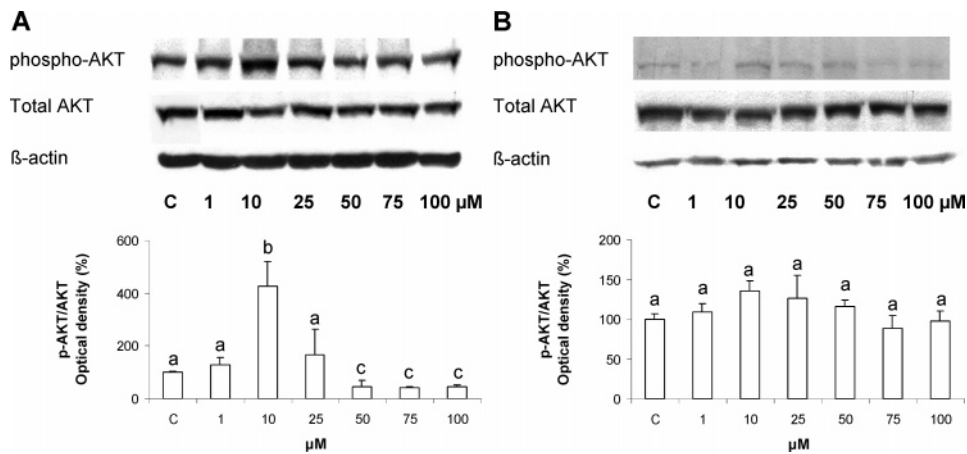 A
phospho-AKT
Total AKT
ß-actin
C 1 10 25 50 75 100 µM
p-AKT/AKT
Optical density (%)
600
400
200
0
a a b a c c c
C 1 10 25 50 75 100
µM
B
phospho-AKT
Total AKT
ß-actin
C 1 10 25 50 75 100 µM
p-AKT/AKT
Optical density (%)
200
150
100
50
0
a a a a a a a
C 1 10 25 50 75 100
µM